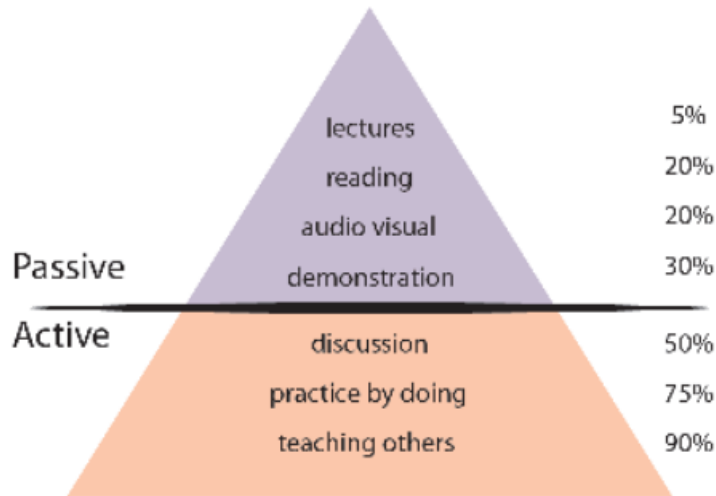 lectures 5%
reading 20%
audio visual 20%
Passive
demonstration 30%
Active
discussion 50%
practice by doing 75%
teaching others 90%